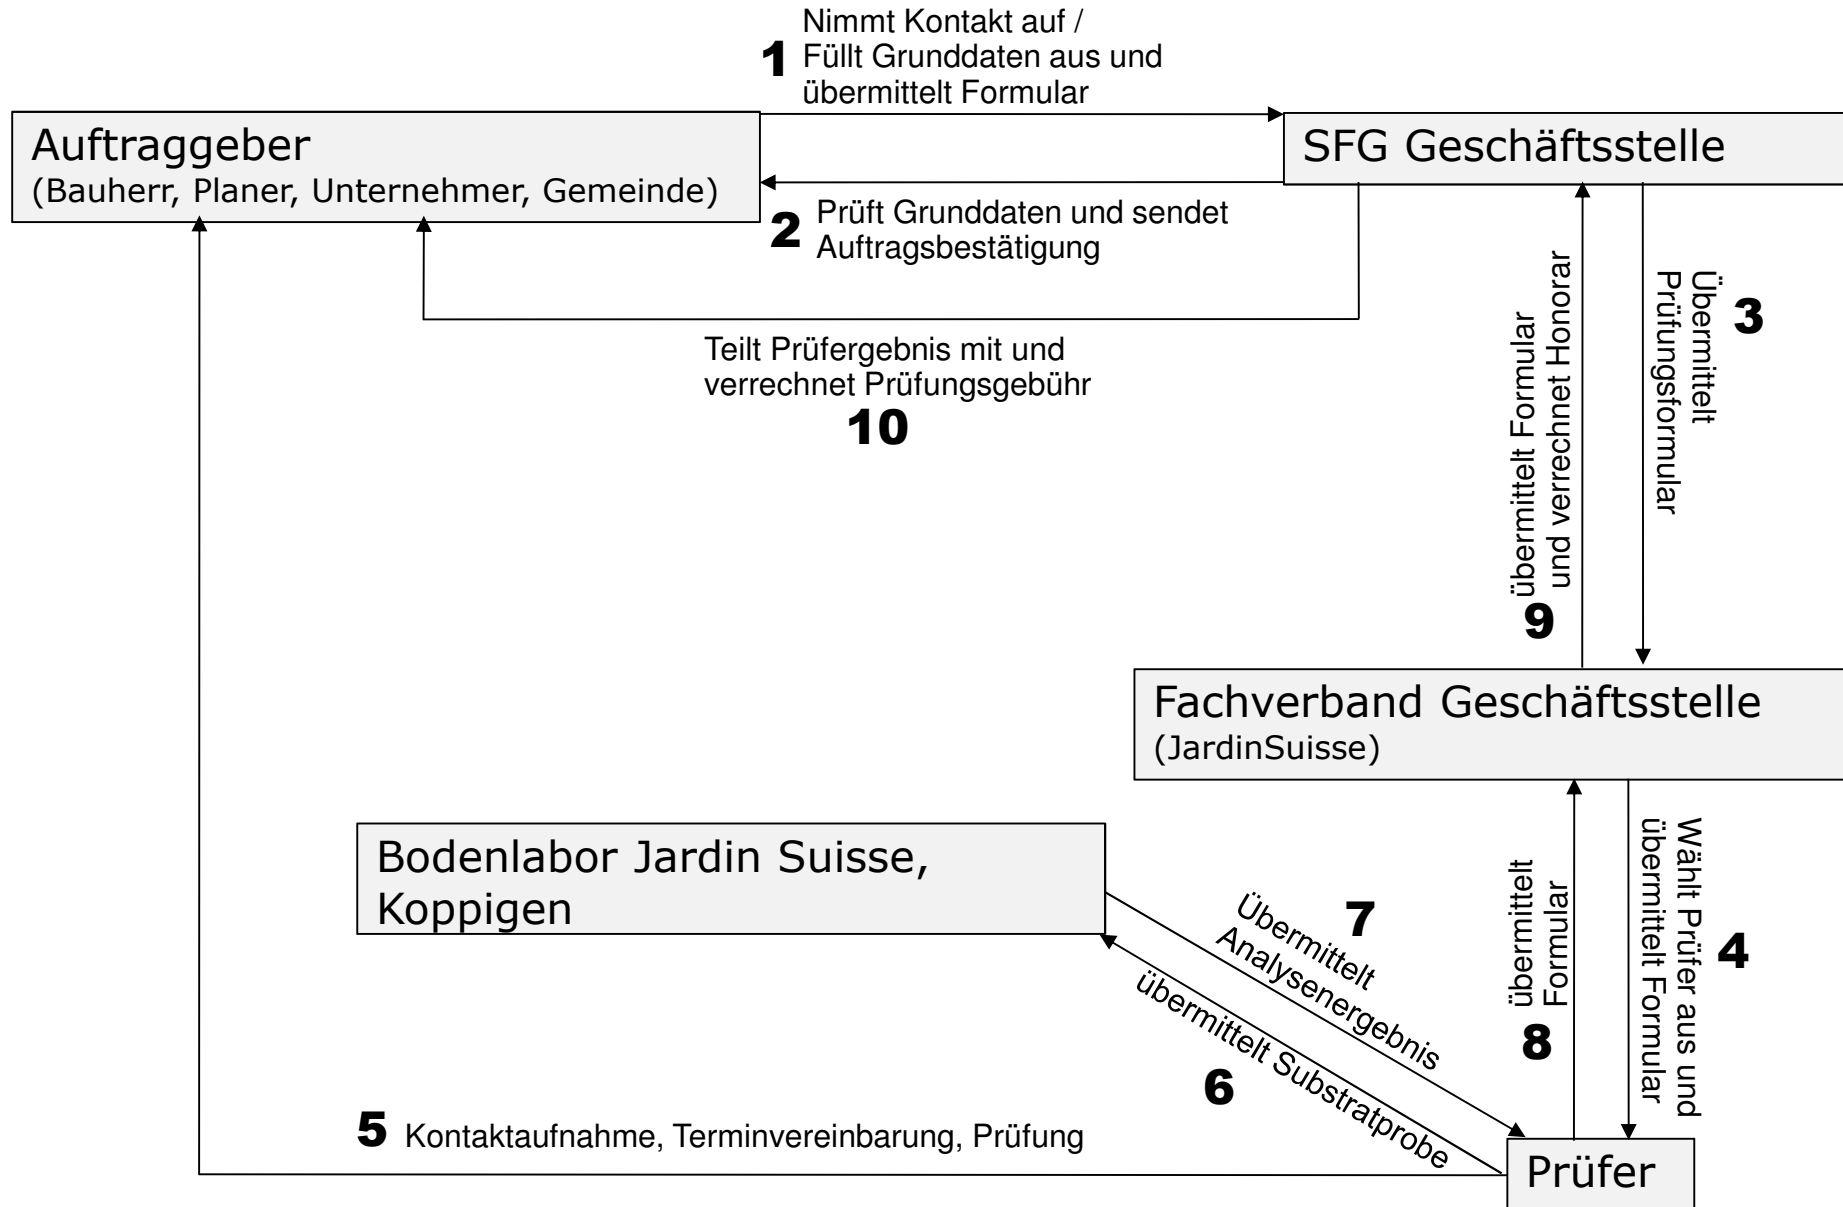 Nimmt Kontakt auf /
1 Füllt Grunddaten aus und
übermittelt Formular
Auftraggeber
(Bauherr, Planer, Unternehmer, Gemeinde)
SFG Geschäftsstelle
2 Prüft Grunddaten und sendet
Auftragsbestätigung
Übermittelt
Prüfungsformular
3
Teilt Prüfergebnis mit und
verrechnet Prüfungsgebühr
10
übermittelt Formular
und verrechnet Honorar
9
Fachverband Geschäftsstelle
(JardinSuisse)
Bodenlabor Jardin Suisse,
Koppigen
7
Übermittelt
Analysenergebnis
übermittelt Substratprobe
6
übermittelt
Formular
8
Wählt Prüfer aus und
übermittelt Formular
4
5 Kontaktaufnahme, Terminvereinbarung, Prüfung
Prüfer